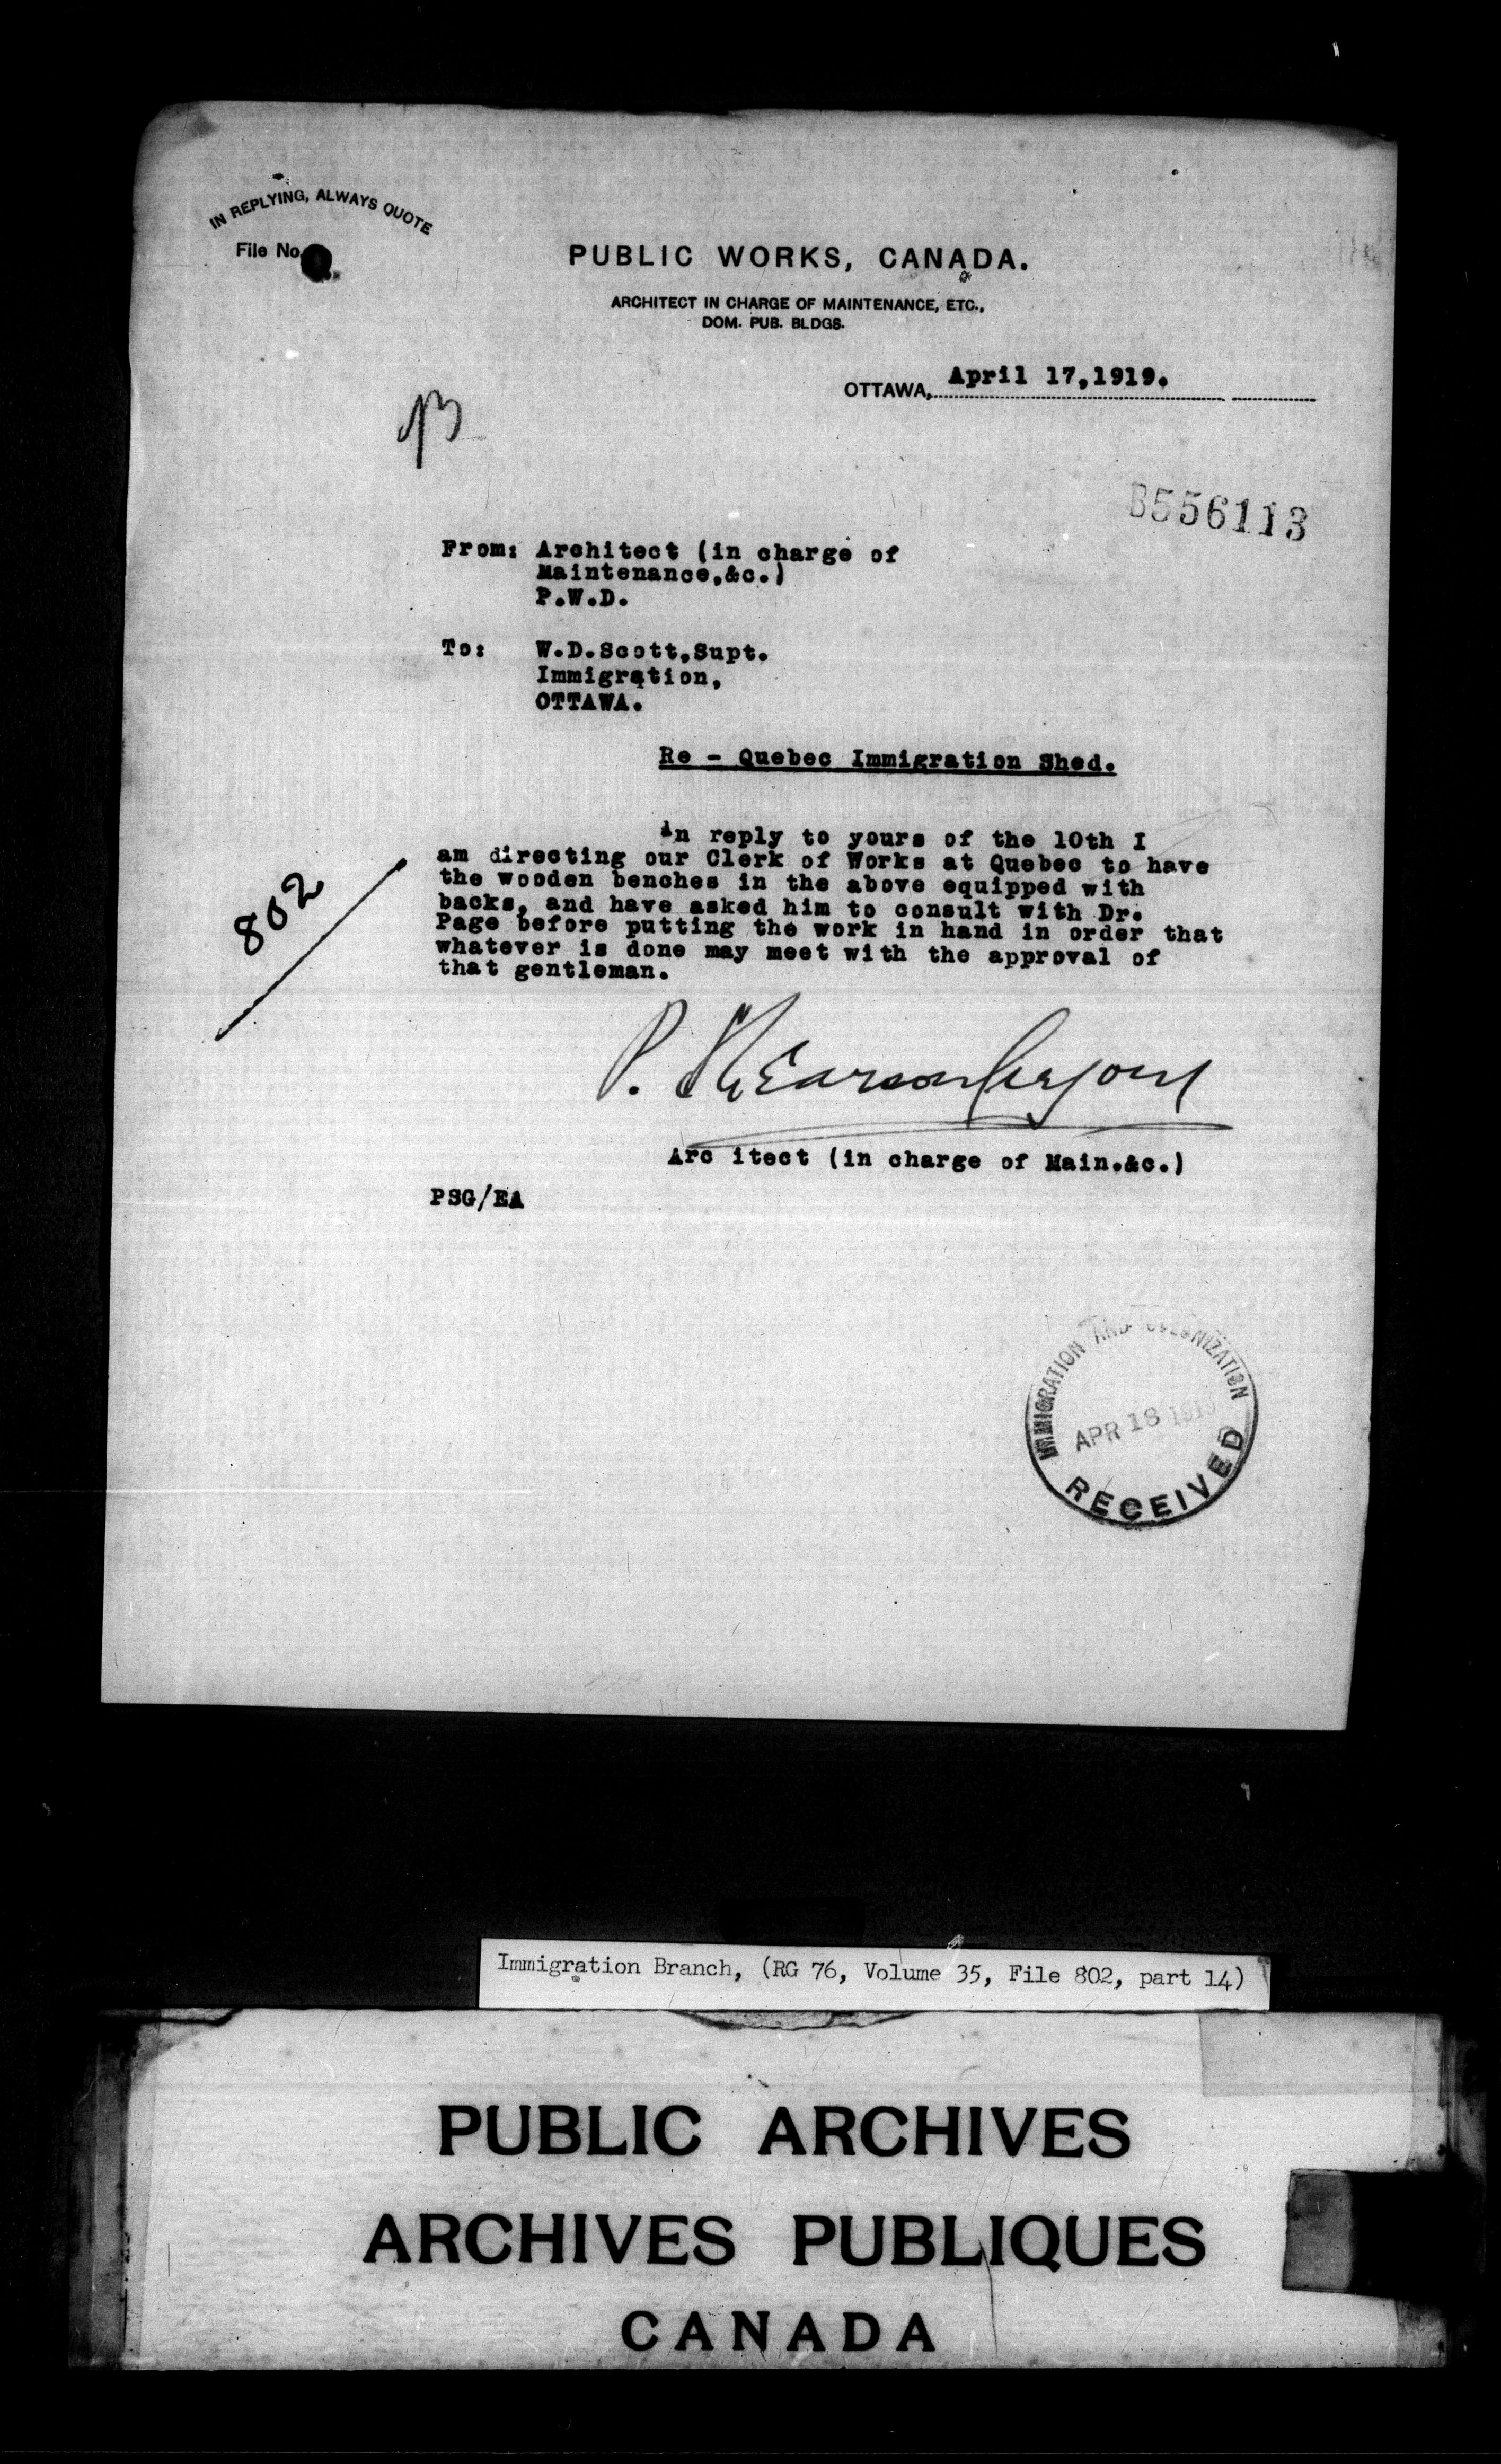 IN REPLYING, ALWAYS QUOTE
File No.
PUBLIC WORKS, CANADA.
ARCHITECT IN CHARGE OF MAINTENANCE, ETC.,
DOM. PUB. BLDGS.
OTTAWA, April 17,1919.
B556113
From: Architect (in charge of
Maintenance,&c.)
P.W.D.
To: W.D.Scott,Supt.
Immigration,
OTTAWA.
Re - Quebec Immigration Shed.
In reply to yours of the 10th I
am directing our Clerk of Works at Quebec to have
the wooden benches in the above equipped with
backs, and have asked him to consult with Dr.
Page before putting the work in hand in order that
whatever is done may meet with the approval of
that gentleman.
802
Arc itect (in charge of Main.&c.)
PSG/EA
IMMIGRATION AND COLONIZATION
APR 18 1919
RECEIVED
Immigration Branch, (RG 76, Volume 35, File 802, part 14)
PUBLIC ARCHIVES
ARCHIVES PUBLIQUES
CANADA